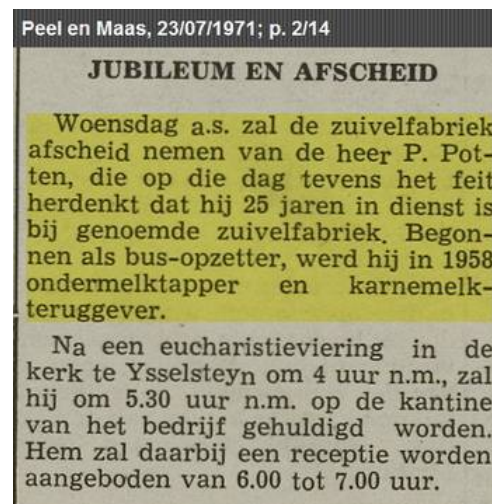 Peel en Maas, 23/07/1971; p. 2/14
JUBILEUM EN AFSCHEID
Woensdag a.s. zal de zuivelfabriek
afscheid nemen van de heer P. Pot-
ten, die op die dag tevens het feit
herdenkt dat hij 25 jaren in dienst is
bij genoemde zuivelfabriek. Begon-
nen als bus-opzetter, werd hij in 1958
ondermelktapper en karnemelk-
teruggever.
Na een eucharistieviering in de
kerk te Ysselsteyn om 4 uur n.m., zal
hij om 5.30 uur n.m. op de kantine
van het bedrijf gehuldigd worden.
Hem zal daarbij een receptie worden
aangeboden van 6.00 tot 7.00 uur.